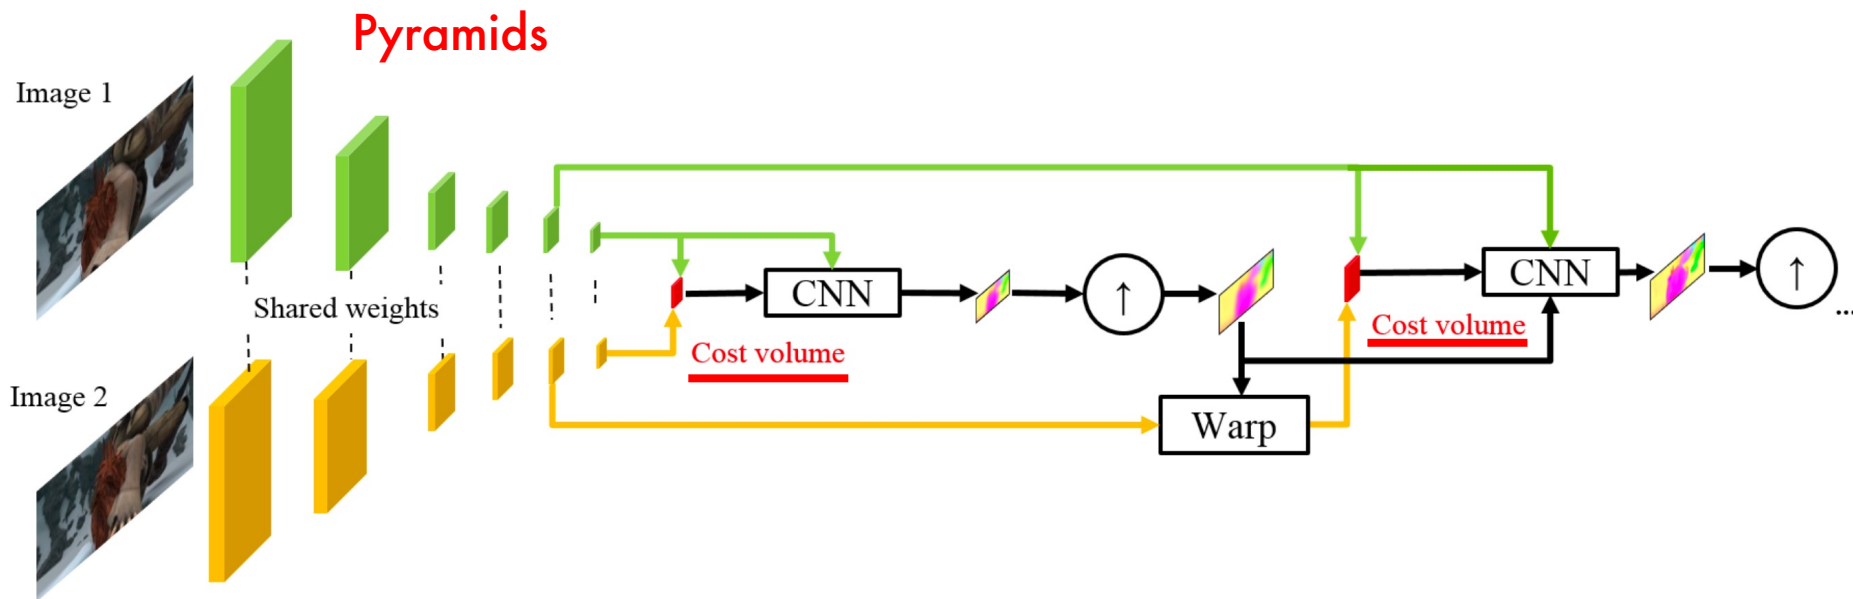 Pyramids
Image 1
Shared weights
Image 2
CNN
↑
Cost volume
Warp
Cost volume
CNN
↑
...